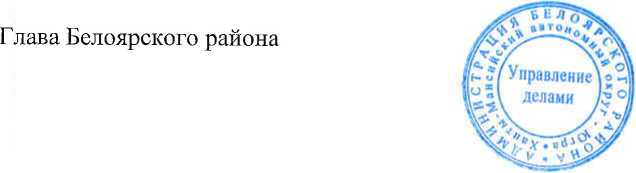 Глава Белоярского района
АДМИНИСТРАЦИЯ БЕЛОЯРСКОГО РАЙОНА
Ханты-Мансийский автономный округ - Югра
Управление
делами